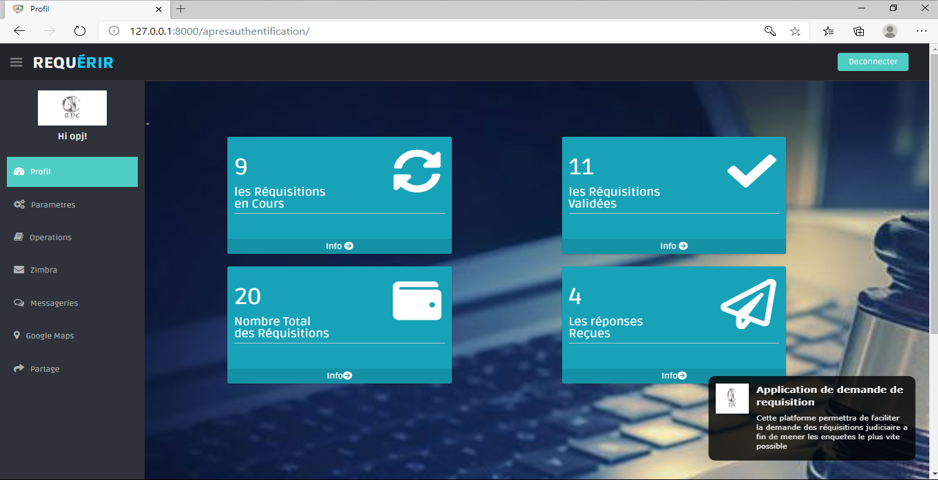 Profil
127.0.0.1:8000/apresauthentification/
REQUÉRIR
Deconnecter
Hi opj!
Profil
Parametres
Operations
Zimbra
Messageries
Google Maps
Partage
9
les Réquisitions
en Cours
Info
11
les Réquisitions
Validées
info
20
Nombre Total
des Réquisitions
Info
4
Les réponses
Reçues
Info
Application de demande de
requisition
Cette platforme permettra de faciliter
la demande des réquisitions judiciaire a
fin de mener les enquetes le plus vite
possible